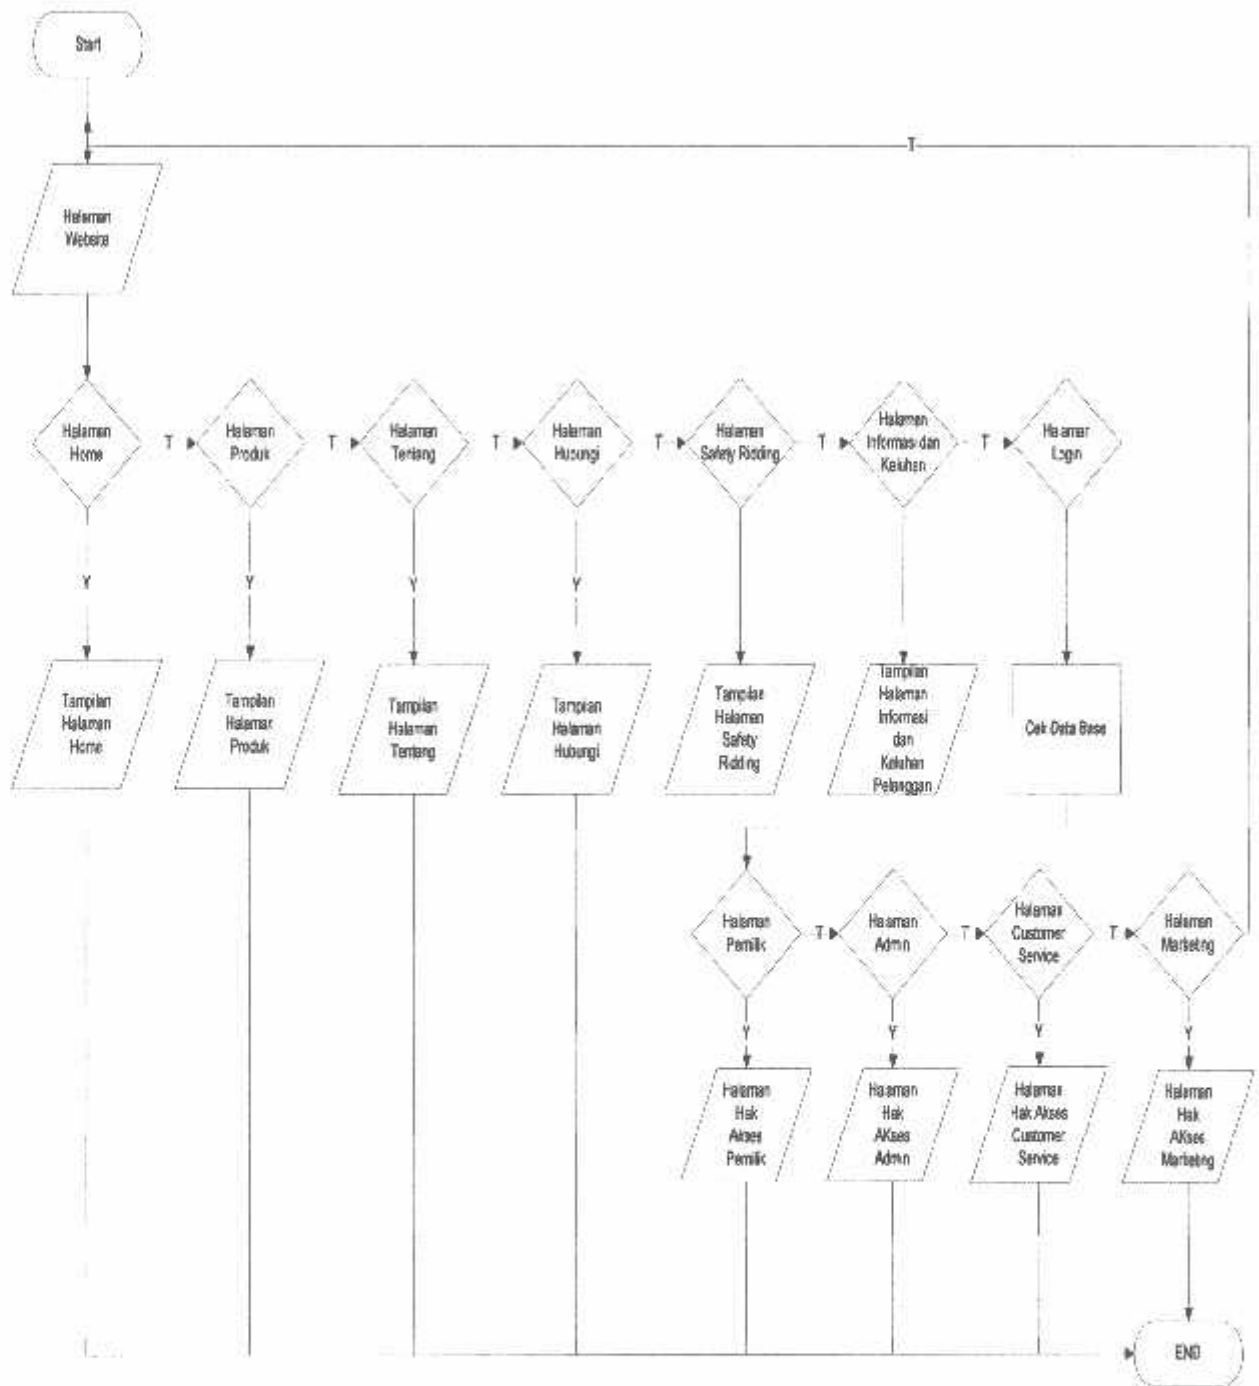 Start
T
Halaman
Website
Halaman
Home
T
Halaman
Produk
T
Halaman
Tentang
T
Halaman
Hubungi
T
Halaman
Safety Ridding
T
Halaman
Informasi dan
Keluhan
T
Halaman
Login
Y
Y
Y
Y
Tampilan
Halaman
Home
Tampilan
Halaman
Produk
Tampilan
Halaman
Tentang
Tampilan
Halaman
Hubungi
Tampilan
Halaman
Safety
Ridding
Tampilan
Halaman
Informasi
dan
Keluhan
Pelanggan
Cek Data Base
Halaman
Pemilik
T
Halaman
Admin
T
Halaman
Customer
Service
T
Halaman
Marketing
Y
Y
Y
Y
Halaman
Hak
Akses
Pemilik
Halaman
Hak
AKses
Admin
Halaman
Hak Akses
Customer
Service
Halaman
Hak
AKses
Marketing
END